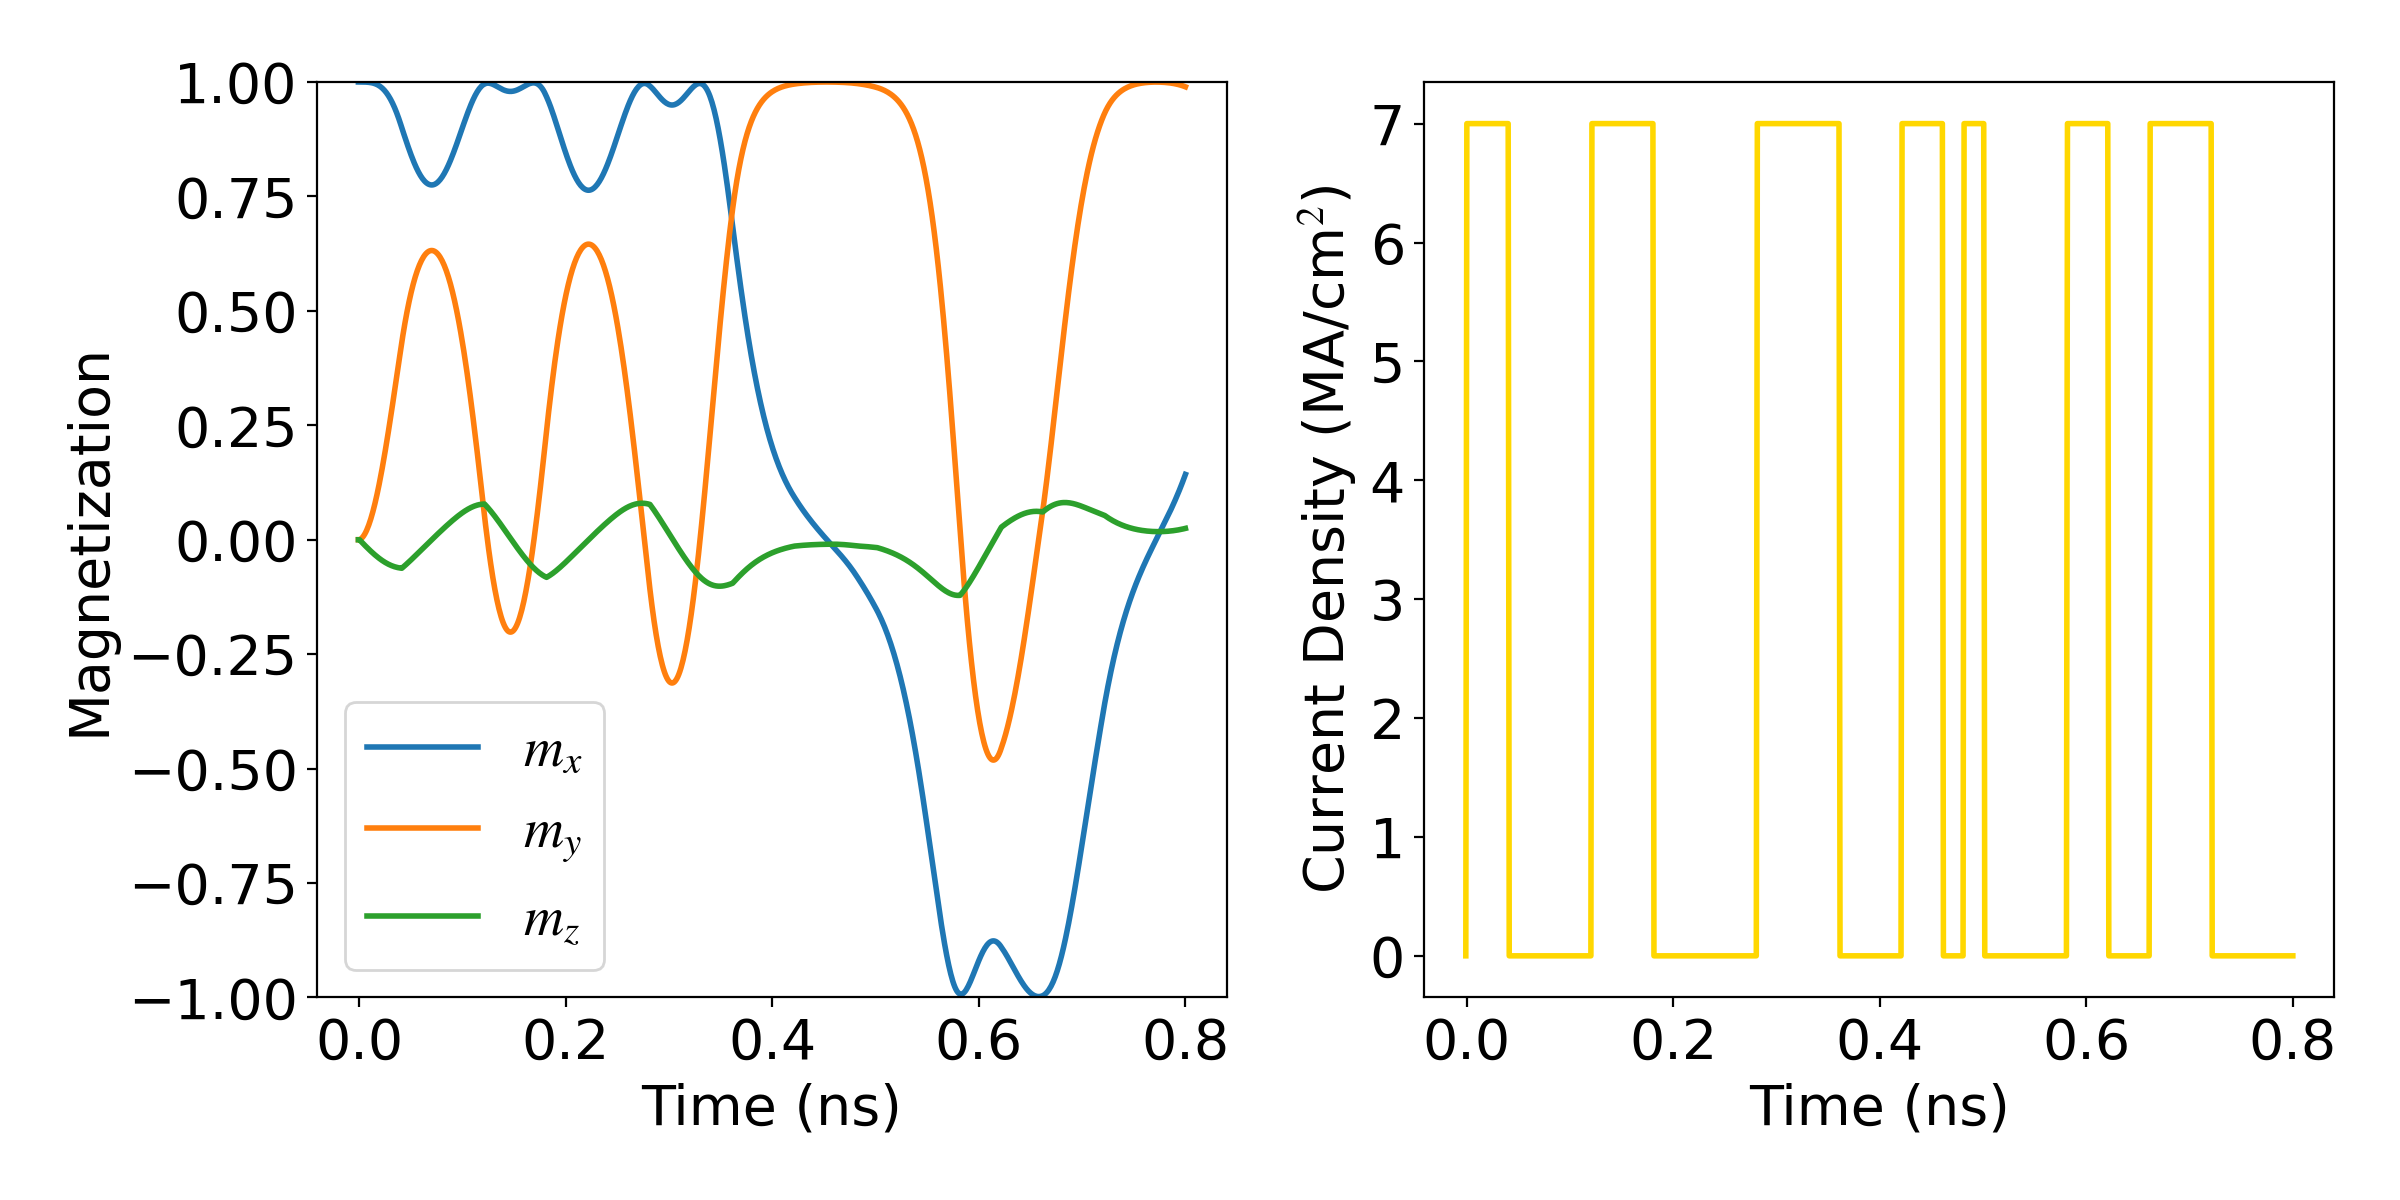 1.00
0.75
0.50
0.25
0.00
−0.25
−0.50
−0.75
−1.00
Magnetization
m_x
m_y
m_z
0.0 0.2 0.4 0.6 0.8
Time (ns)
7
6
5
4
3
2
1
0
Current Density (MA/cm²)
0.0 0.2 0.4 0.6 0.8
Time (ns)